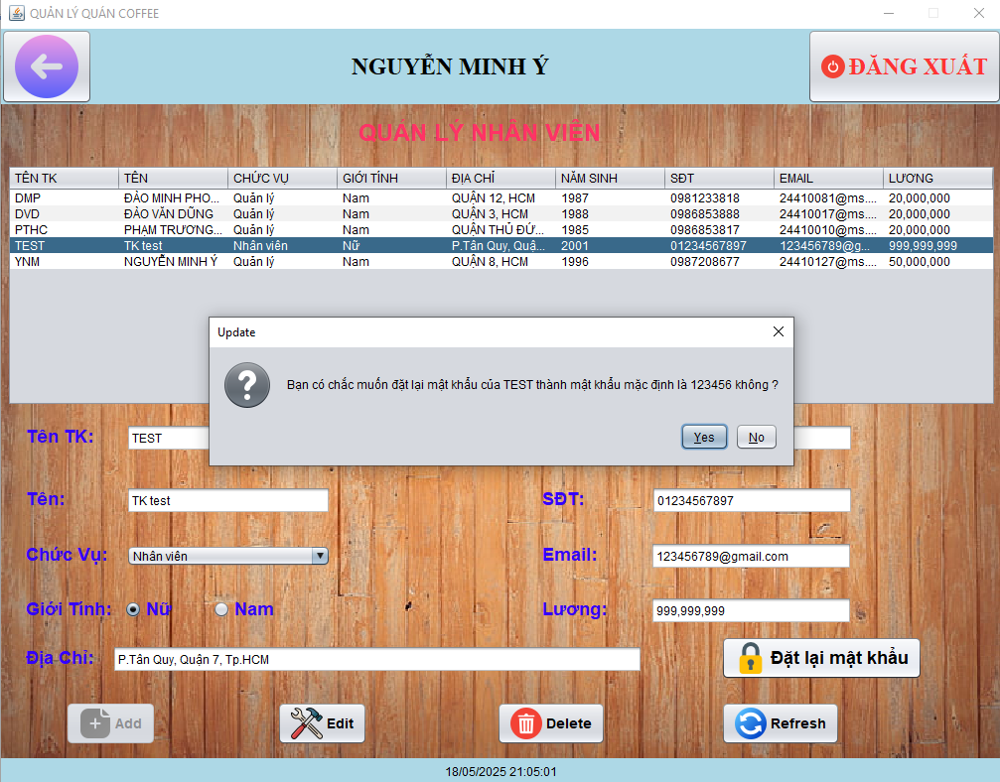 QUẢN LÝ QUÁN COFFEE
NGUYỄN MINH Ý
ĐĂNG XUẤT
QUẢN LÝ NHÂN VIÊN
TÊN TK TÊN CHỨC VỤ GIỚI TÍNH ĐỊA CHỈ NĂM SINH SĐT EMAIL LƯƠNG
DMP ĐÀO MINH PHO... Quản lý Nam QUẬN 12, HCM 1987 0981233818 24410081@ms.... 20,000,000
DVD ĐÀO VĂN DŨNG Quản lý Nam QUẬN 3, HCM 1988 0986853888 24410017@ms.... 20,000,000
PTHC PHẠM TRƯƠNG... Quản lý Nam QUẬN THỦ ĐỨ... 1985 0986853817 24410010@ms.... 20,000,000
TEST TK test Nhân viên Nữ P.Tân Quy, Quậ... 2001 01234567897 123456789@g... 999,999,999
YNM NGUYỄN MINH Ý Quản lý Nam QUẬN 8, HCM 1996 0987208677 24410127@ms.... 50,000,000
Update
Bạn có chắc muốn đặt lại mật khẩu của TEST thành mật khẩu mặc định là 123456 không ?
Yes No
Tên TK: TEST
Tên: TK test SĐT: 01234567897
Chức Vụ: Nhân viên Email: 123456789@gmail.com
Giới Tính: Nữ Nam Lương: 999,999,999
Địa Chỉ: P.Tân Quy, Quận 7, Tp.HCM Đặt lại mật khẩu
Add Edit Delete Refresh
18/05/2025 21:05:01